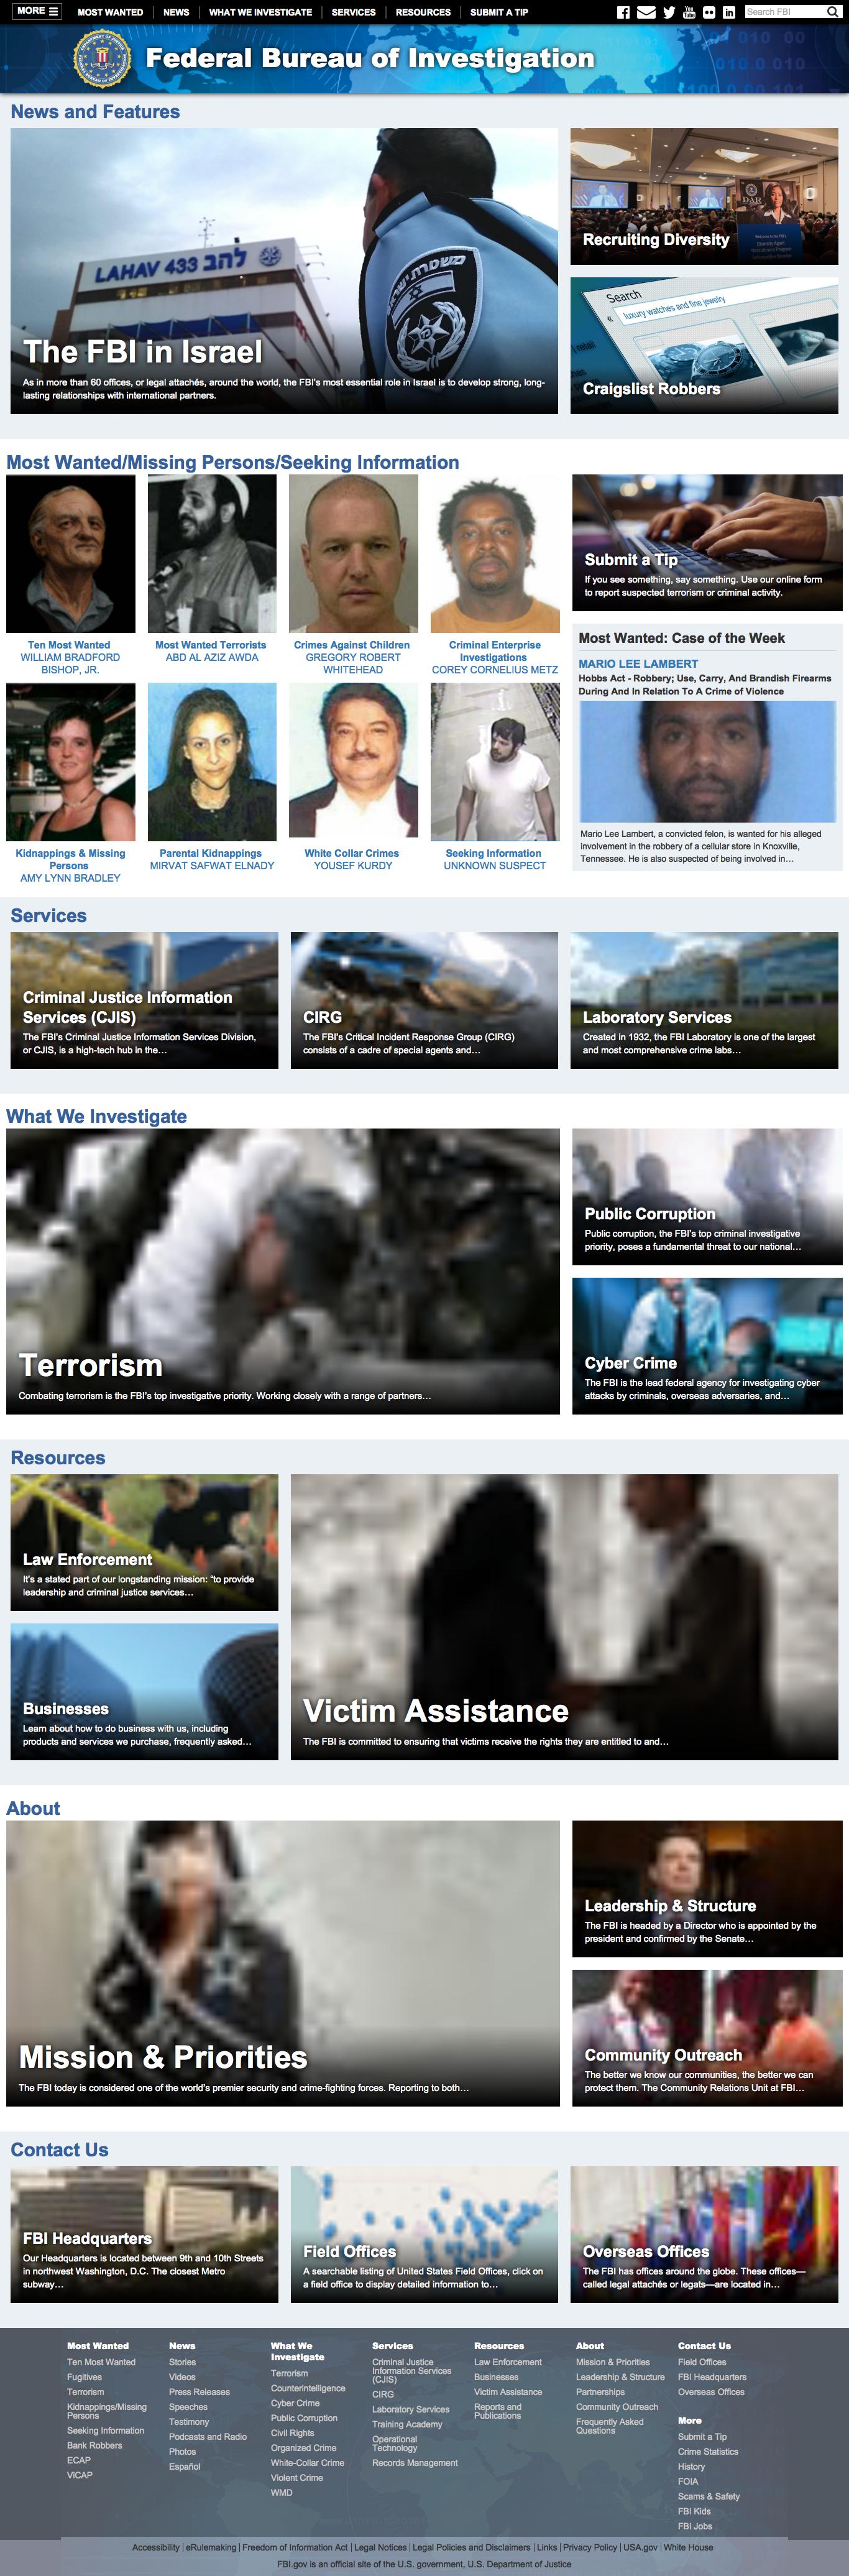 MORE
MOST WANTED
NEWS
WHAT WE INVESTIGATE
SERVICES
RESOURCES
SUBMIT A TIP
You
Tube
Search FBI
Federal Bureau of Investigation
News and Features
LAHAV 433 להב
משטרת ישראל
The FBI in Israel
As in more than 60 offices, or legal attachés, around the world, the FBI's most essential role in Israel is to develop strong, long-
lasting relationships with international partners.
DAR
Recruiting Diversity
Search
luxury watches and fine jewelry
Craigslist Robbers
Most Wanted/Missing Persons/Seeking Information
Ten Most Wanted
WILLIAM BRADFORD
BISHOP, JR.
Most Wanted Terrorists
ABD AL AZIZ AWDA
Crimes Against Children
GREGORY ROBERT
WHITEHEAD
Criminal Enterprise
Investigations
COREY CORNELIUS METZ
Kidnappings & Missing
Persons
AMY LYNN BRADLEY
Parental Kidnappings
MIRVAT SAFWAT ELNADY
White Collar Crimes
YOUSEF KURDY
Seeking Information
UNKNOWN SUSPECT
Submit a Tip
If you see something, say something. Use our online form
to report suspected terrorism or criminal activity.
Most Wanted: Case of the Week
MARIO LEE LAMBERT
Hobbs Act - Robbery; Use, Carry, And Brandish Firearms
During And In Relation To A Crime of Violence
Mario Lee Lambert, a convicted felon, is wanted for his alleged
involvement in the robbery of a cellular store in Knoxville,
Tennessee. He is also suspected of being involved in...
Services
Criminal Justice Information
Services (CJIS)
The FBI's Criminal Justice Information Services Division,
or CJIS, is a high-tech hub in the...
CIRG
The FBI's Critical Incident Response Group (CIRG)
consists of a cadre of special agents and...
Laboratory Services
Created in 1932, the FBI Laboratory is one of the largest
and most comprehensive crime labs...
What We Investigate
Terrorism
Combating terrorism is the FBI's top investigative priority. Working closely with a range of partners...
Public Corruption
Public corruption, the FBI's top criminal investigative
priority, poses a fundamental threat to our national...
Cyber Crime
The FBI is the lead federal agency for investigating cyber
attacks by criminals, overseas adversaries, and...
Resources
Law Enforcement
It's a stated part of our longstanding mission: "to provide
leadership and criminal justice services...
Businesses
Learn about how to do business with us, including
products and services we purchase, frequently asked...
Victim Assistance
The FBI is committed to ensuring that victims receive the rights they are entitled to and...
About
Mission & Priorities
The FBI today is considered one of the world's premier security and crime-fighting forces. Reporting to both...
Leadership & Structure
The FBI is headed by a Director who is appointed by the
president and confirmed by the Senate...
Community Outreach
The better we know our communities, the better we can
protect them. The Community Relations Unit at FBI...
Contact Us
FBI Headquarters
Our Headquarters is located between 9th and 10th Streets
in northwest Washington, D.C. The closest Metro
subway...
Field Offices
A searchable listing of United States Field Offices, click on
a field office to display detailed information to...
Overseas Offices
The FBI has offices around the globe. These offices—
called legal attachés or legats—are located in...
Most Wanted
Ten Most Wanted
Fugitives
Terrorism
Kidnappings/Missing
Persons
Seeking Information
Bank Robbers
ECAP
ViCAP
News
Stories
Videos
Press Releases
Speeches
Testimony
Podcasts and Radio
Photos
Español
What We
Investigate
Terrorism
Counterintelligence
Cyber Crime
Public Corruption
Civil Rights
Organized Crime
White-Collar Crime
Violent Crime
WMD
Services
Criminal Justice
Information Services
(CJIS)
CIRG
Laboratory Services
Training Academy
Operational
Technology
Records Management
Resources
Law Enforcement
Businesses
Victim Assistance
Reports and
Publications
About
Mission & Priorities
Leadership & Structure
Partnerships
Community Outreach
Frequently Asked
Questions
Contact Us
Field Offices
FBI Headquarters
Overseas Offices
More
Submit a Tip
Crime Statistics
History
FOIA
Scams & Safety
FBI Kids
FBI Jobs
Accessibility | eRulemaking | Freedom of Information Act | Legal Notices | Legal Policies and Disclaimers | Links | Privacy Policy | USA.gov | White House
FBI.gov is an official site of the U.S. government, U.S. Department of Justice